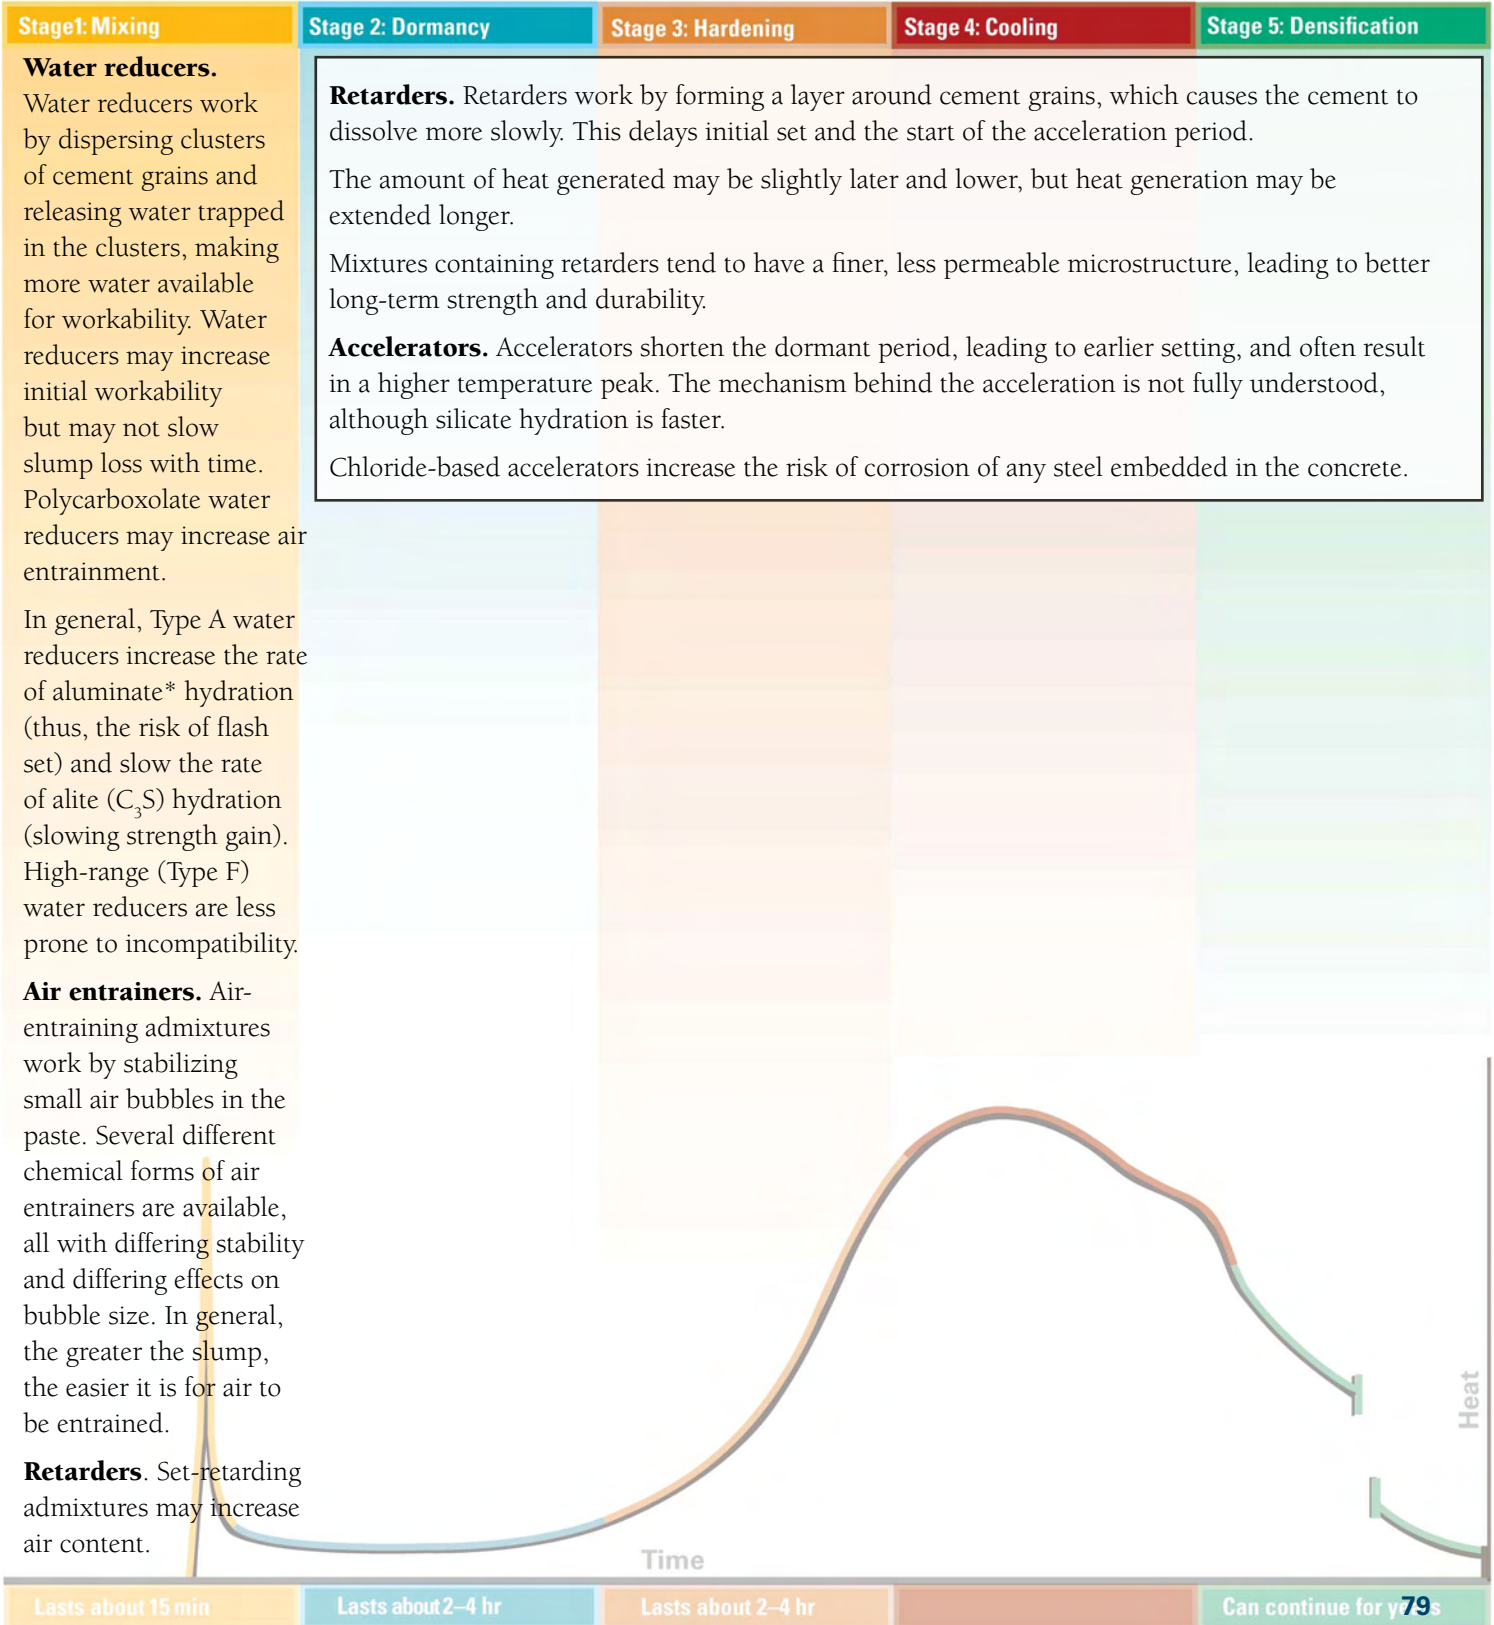 Stage1: Mixing
Stage 2: Dormancy
Stage 3: Hardening
Stage 4: Cooling
Stage 5: Densification
Water reducers.
Water reducers work
by dispersing clusters
of cement grains and
releasing water trapped
in the clusters, making
more water available
for workability. Water
reducers may increase
initial workability
but may not slow
slump loss with time.
Polycarboxolate water
reducers may increase air
entrainment.
In general, Type A water
reducers increase the rate
of aluminate* hydration
(thus, the risk of flash
set) and slow the rate
of alite (C₃S) hydration
(slowing strength gain).
High-range (Type F)
water reducers are less
prone to incompatibility.
Air entrainers. Air-
entraining admixtures
work by stabilizing
small air bubbles in the
paste. Several different
chemical forms of air
entrainers are available,
all with differing stability
and differing effects on
bubble size. In general,
the greater the slump,
the easier it is for air to
be entrained.
Retarders. Set-retarding
admixtures may increase
air content.
Retarders. Retarders work by forming a layer around cement grains, which causes the cement to
dissolve more slowly. This delays initial set and the start of the acceleration period.
The amount of heat generated may be slightly later and lower, but heat generation may be
extended longer.
Mixtures containing retarders tend to have a finer, less permeable microstructure, leading to better
long-term strength and durability.
Accelerators. Accelerators shorten the dormant period, leading to earlier setting, and often result
in a higher temperature peak. The mechanism behind the acceleration is not fully understood,
although silicate hydration is faster.
Chloride-based accelerators increase the risk of corrosion of any steel embedded in the concrete.
Heat
Time
Lasts about 15 min
Lasts about 2–4 hr
Lasts about 2–4 hr
Can continue for years
79